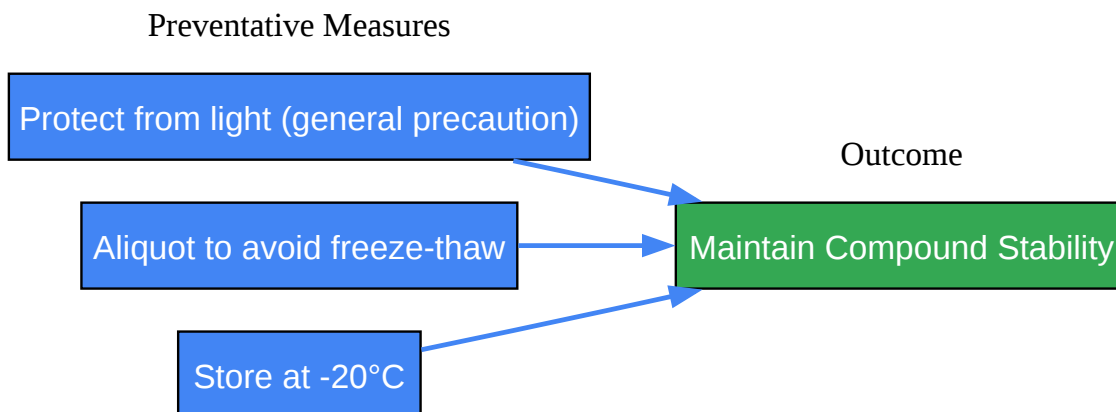 Preventative Measures
Protect from light (general precaution)
Outcome
Aliquot to avoid freeze-thaw
Maintain Compound Stability
Store at -20°C